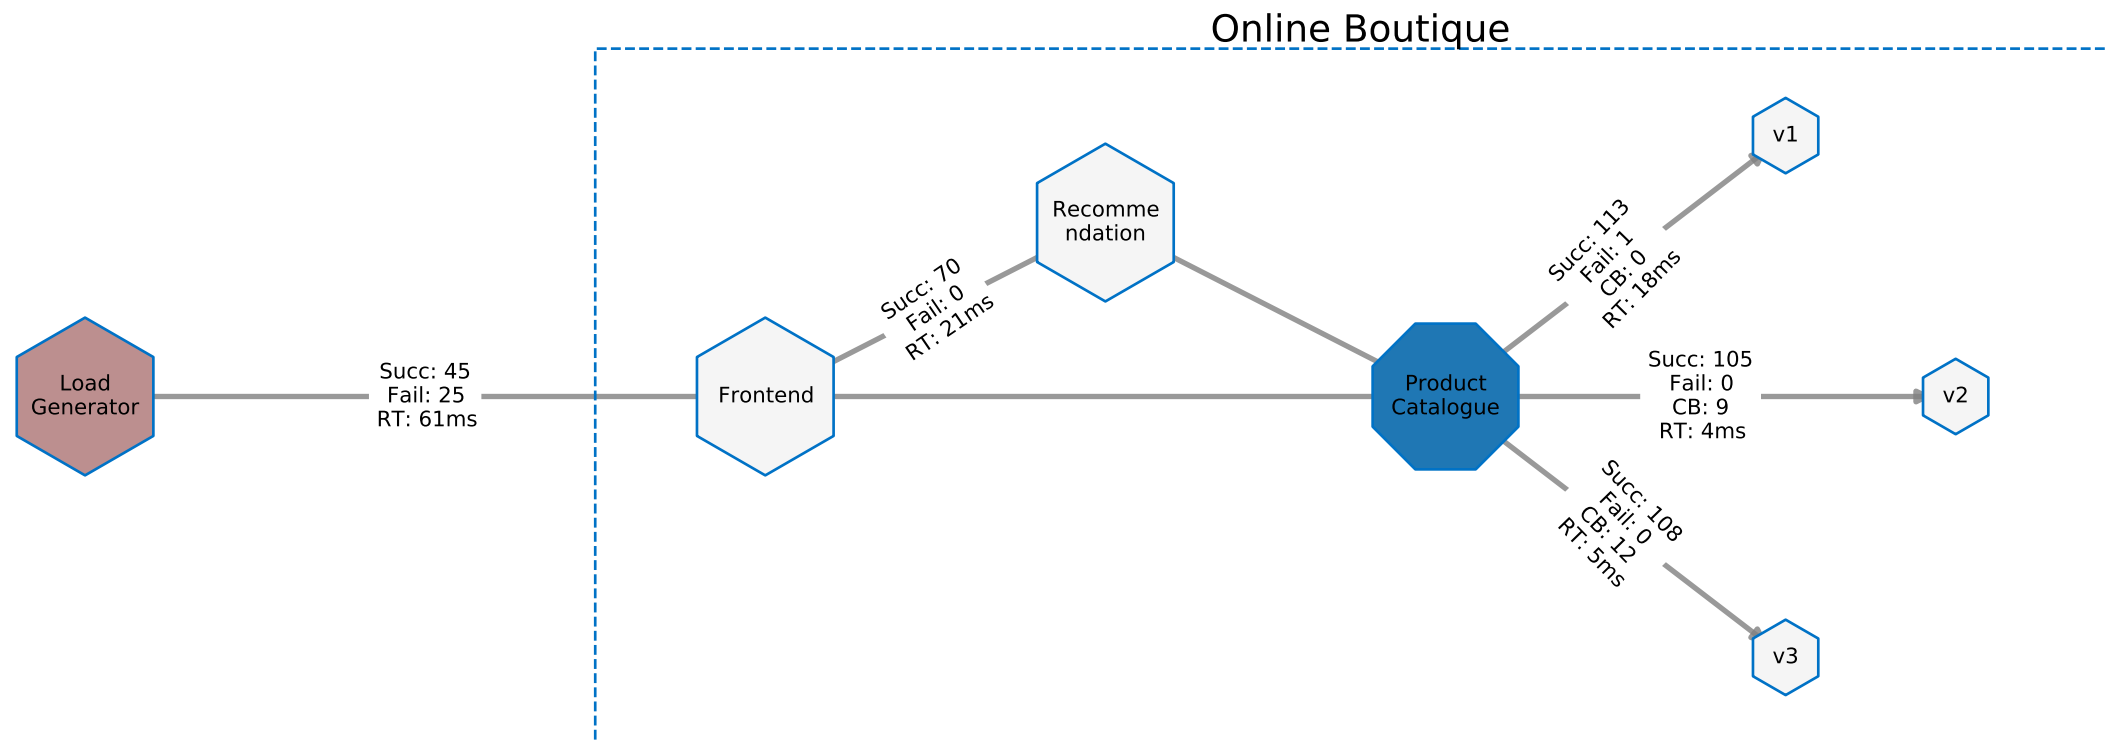 Online Boutique
Load
Generator
Succ: 45
Fail: 25
RT: 61ms
Frontend
Succ: 70
Fail: 0
RT: 21ms
Recomme
ndation
Product
Catalogue
Succ: 113
Fail: 1
CB: 0
RT: 18ms
v1
Succ: 105
Fail: 0
CB: 9
RT: 4ms
v2
Succ: 108
Fail: 0
CB: 12
RT: 5ms
v3